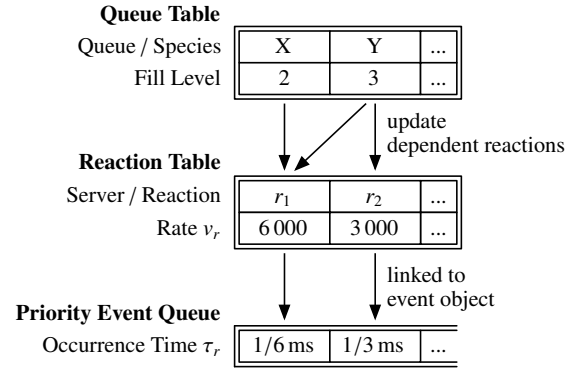 Queue Table
Queue / Species X Y ...
Fill Level 2 3 ...
update
dependent reactions
Reaction Table
Server / Reaction r₁ r₂ ...
Rate vᵣ 6 000 3 000 ...
linked to
event object
Priority Event Queue
Occurrence Time τᵣ 1/6 ms 1/3 ms ...